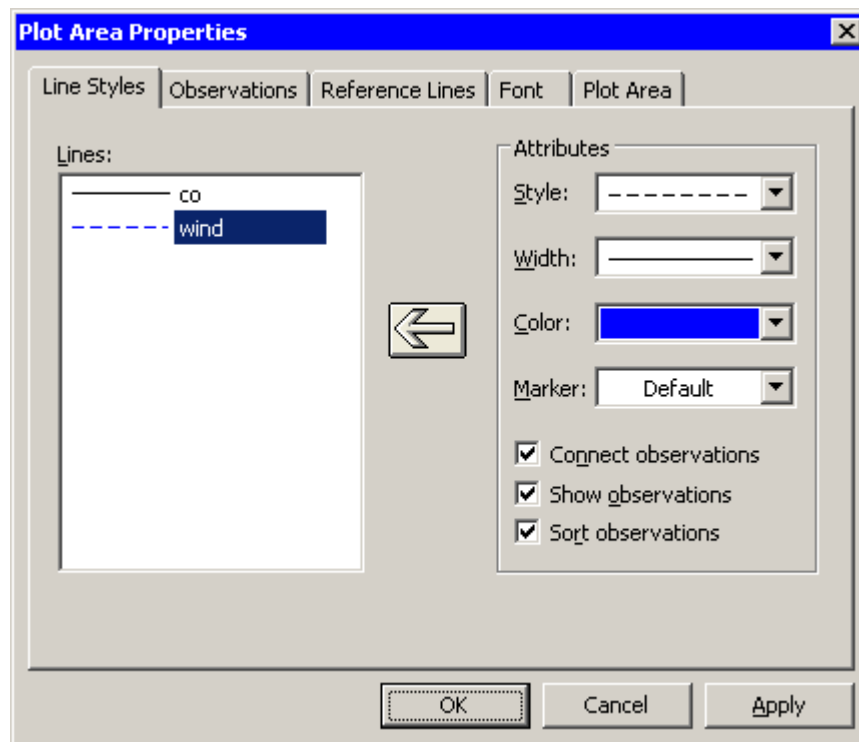 Plot Area Properties
Line Styles
Observations
Reference Lines
Font
Plot Area
Lines:
co
wind
Attributes
Style:
Width:
Color:
Marker: Default
Connect observations
Show observations
Sort observations
OK
Cancel
Apply